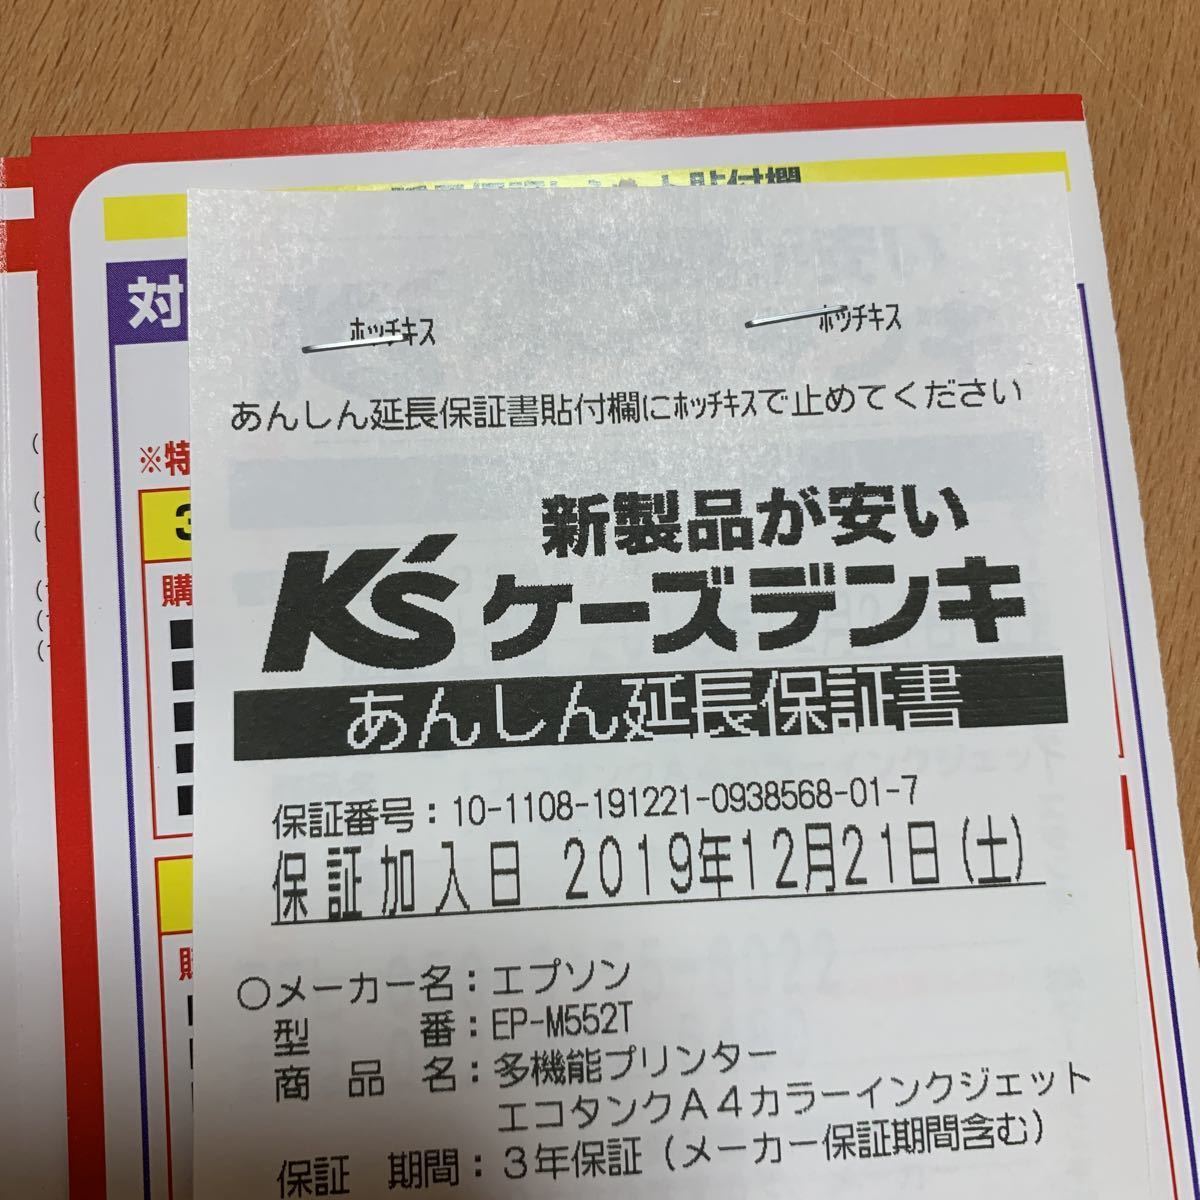 対
※特
3
購
購
ホッチキス ホッチキス
あんしん延長保証書貼付欄にホッチキスで止めてください
新製品が安い
K's ケーズデンキ
あんしん延長保証書
保証番号：10-1108-191221-0938568-01-7
保証加入日 2019年12月21日(土)
○メーカー名：エプソン
型 番：EP-M552T
商 品 名：多機能プリンター
エコタンクA4カラーインクジェット
保証 期間：3年保証（メーカー保証期間含む）